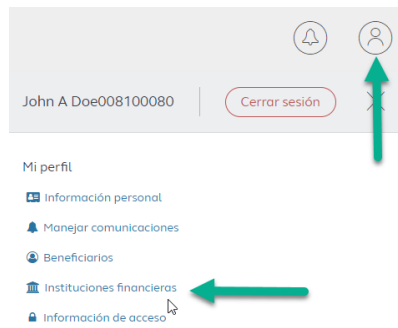 John A Doe008100080
Cerrar sesión
Mi perfil
Información personal
Manejar comunicaciones
Beneficiarios
Instituciones financieras
Información de acceso